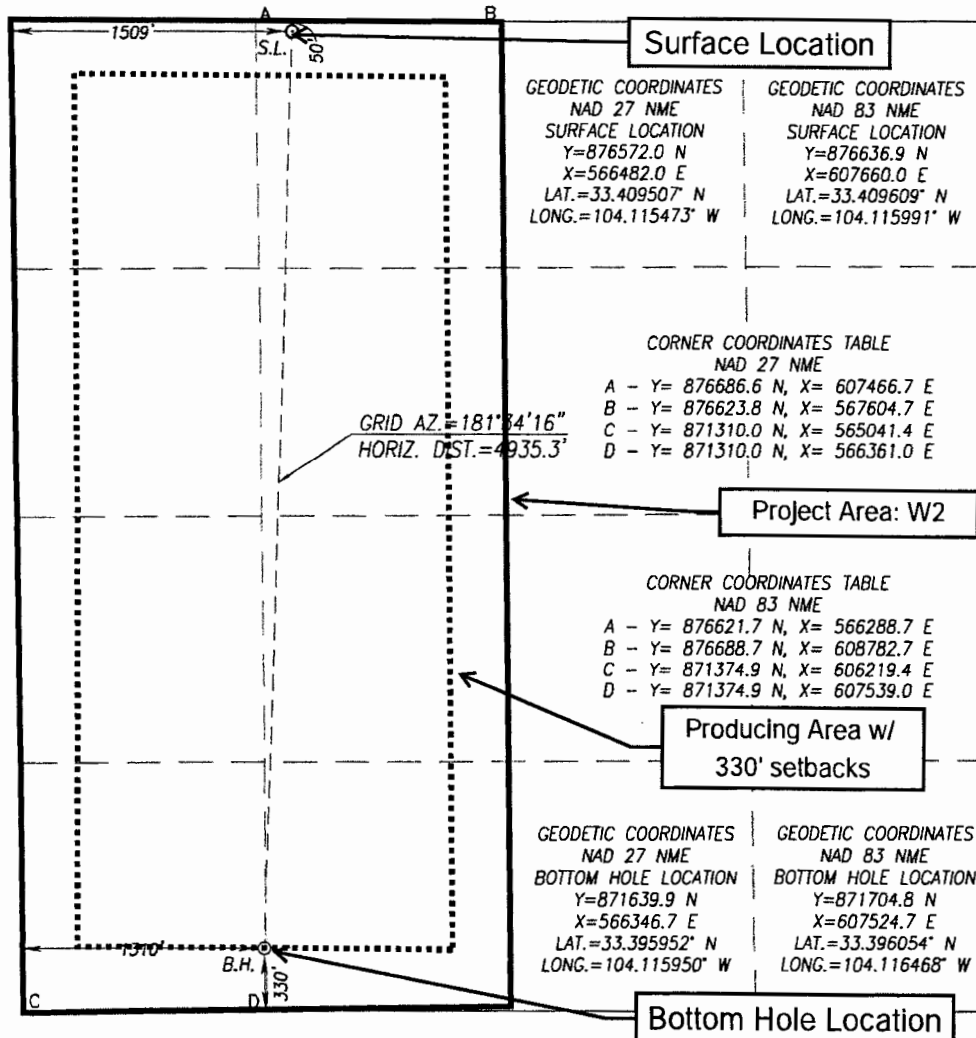 A
B
1509'
S.L.
50'
Surface Location
GEODETIC COORDINATES
NAD 27 NME
SURFACE LOCATION
Y=876572.0 N
X=566482.0 E
LAT.=33.409507° N
LONG.=104.115473° W
GEODETIC COORDINATES
NAD 83 NME
SURFACE LOCATION
Y=876636.9 N
X=607660.0 E
LAT.=33.409609° N
LONG.=104.115991° W
CORNER COORDINATES TABLE
NAD 27 NME
A - Y= 876686.6 N, X= 607466.7 E
B - Y= 876623.8 N, X= 567604.7 E
C - Y= 871310.0 N, X= 565041.4 E
D - Y= 871310.0 N, X= 566361.0 E
GRID AZ.=181°34'16"
HORIZ. DIST.=4935.3'
Project Area: W2
CORNER COORDINATES TABLE
NAD 83 NME
A - Y= 876621.7 N, X= 566288.7 E
B - Y= 876688.7 N, X= 608782.7 E
C - Y= 871374.9 N, X= 606219.4 E
D - Y= 871374.9 N, X= 607539.0 E
Producing Area w/
330' setbacks
GEODETIC COORDINATES
NAD 27 NME
BOTTOM HOLE LOCATION
Y=871639.9 N
X=566346.7 E
LAT.=33.395952° N
LONG.=104.115950° W
GEODETIC COORDINATES
NAD 83 NME
BOTTOM HOLE LOCATION
Y=871704.8 N
X=607524.7 E
LAT.=33.396054° N
LONG.=104.116468° W
1310'
B.H.
330'
C
D
Bottom Hole Location